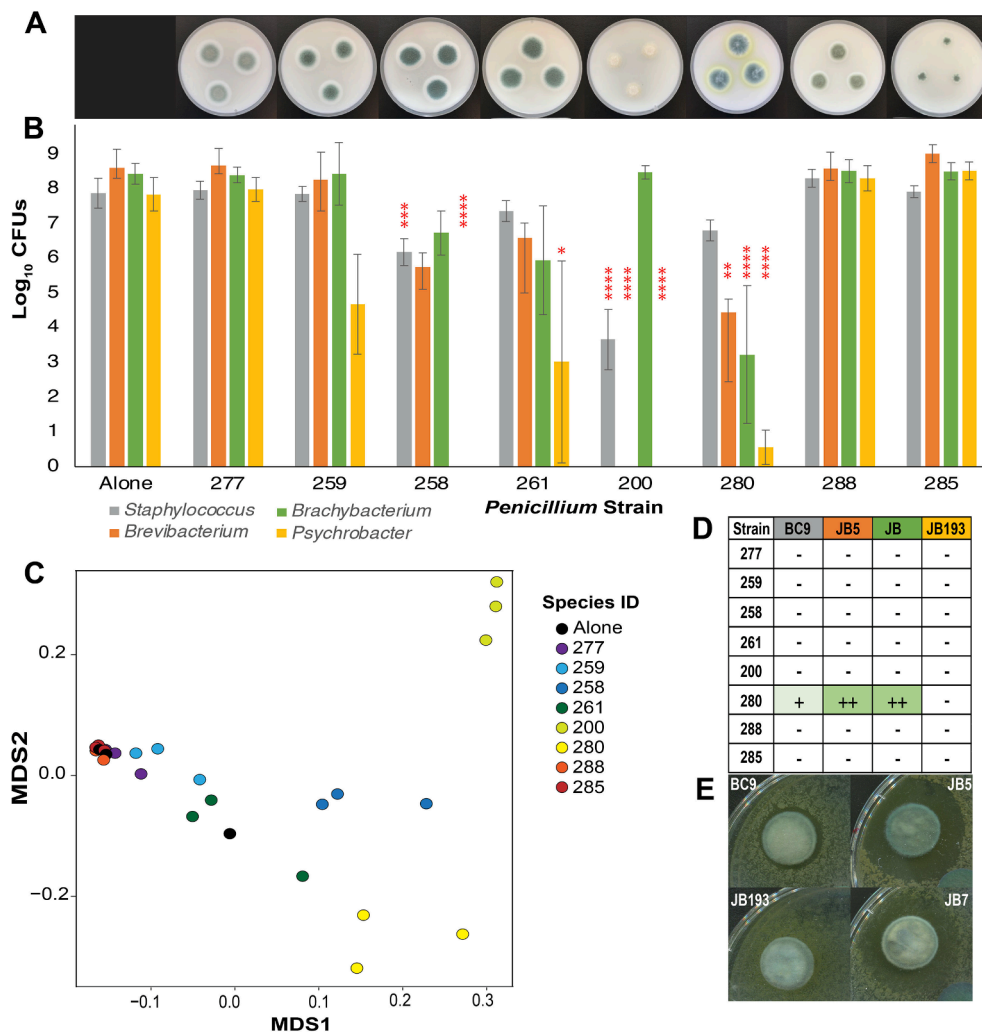 A
B
Log10 CFUs
9
8
7
6
5
4
3
2
1
0
*** **** * **** **** **** ** **** ****
Alone 277 259 258 261 200 280 288 285
Penicillium Strain
Staphylococcus Brachybacterium
Brevibacterium Psychrobacter
C
MDS2
0.2
0.0
−0.2
−0.1 0.0 0.1 0.2 0.3
MDS1
Species ID
Alone
277
259
258
261
200
280
288
285
D
Strain BC9 JB5 JB JB193
277 - - - -
259 - - - -
258 - - - -
261 - - - -
200 - - - -
280 + ++ ++ -
288 - - - -
285 - - - -
E
BC9 JB5
JB193 JB7